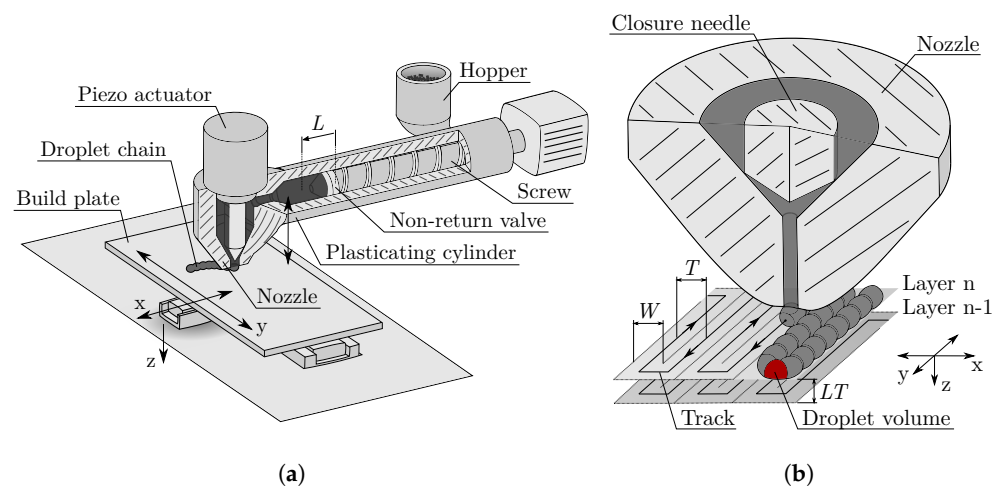 Hopper
Piezo actuator
L
Droplet chain
Build plate
Screw
Non-return valve
Plasticating cylinder
Nozzle
x
y
z
(a)
Closure needle
Nozzle
T
W
Layer n
Layer n-1
x
y
z
LT
Track
Droplet volume
(b)